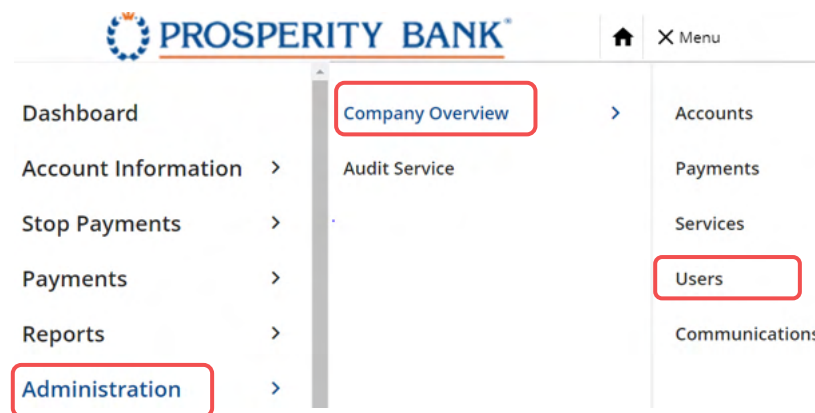 PROSPERITY BANK®
Menu
Dashboard
Account Information
Stop Payments
Payments
Reports
Administration
Company Overview
Audit Service
Accounts
Payments
Services
Users
Communications